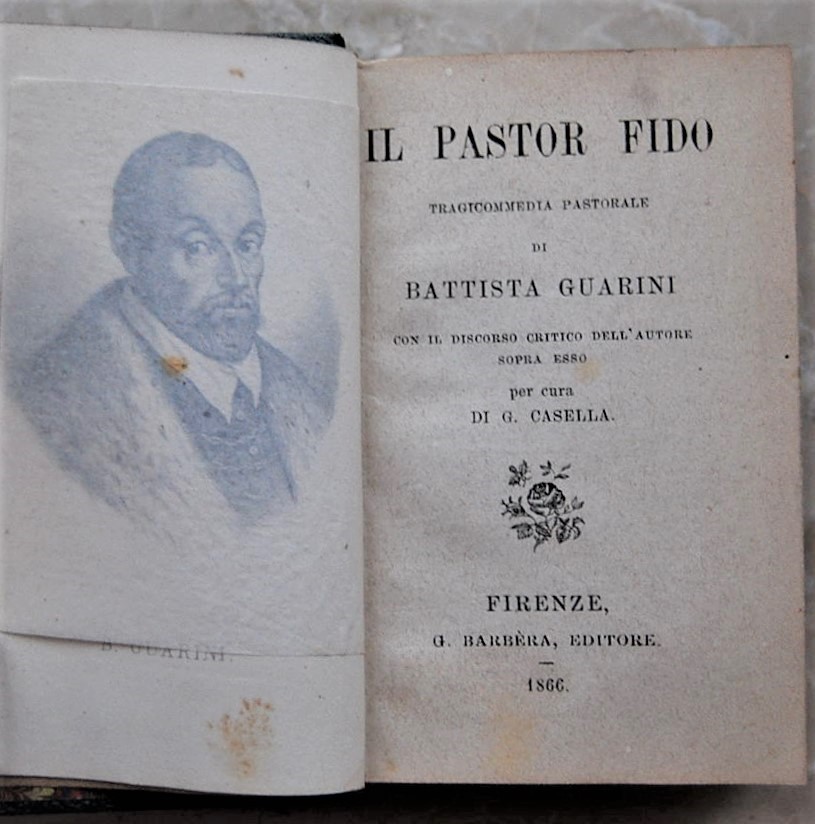 B. GUARINI.
IL PASTOR FIDO
TRAGICOMMEDIA PASTORALE
DI
BATTISTA GUARINI
CON IL DISCORSO CRITICO DELL'AUTORE
SOPRA ESSO
per cura
DI G. CASELLA.
FIRENZE,
G. BARBÈRA, EDITORE.
1866.